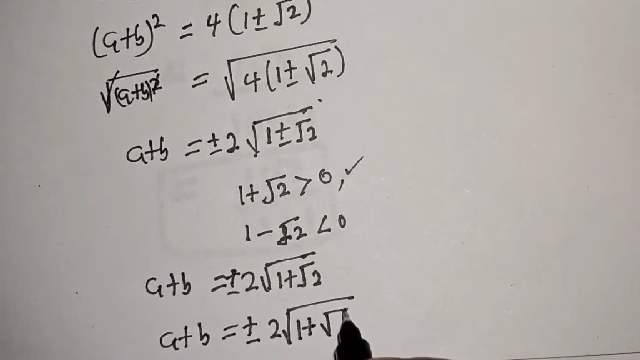 (a+b)² = 4(1±√2)
√(a+b)² = √4(1±√2)
a+b = ±2√1±√2
1+√2 > 0, ✓
1-√2 < 0
a+b = ±2√1+√2
a+b = ±2√1+√